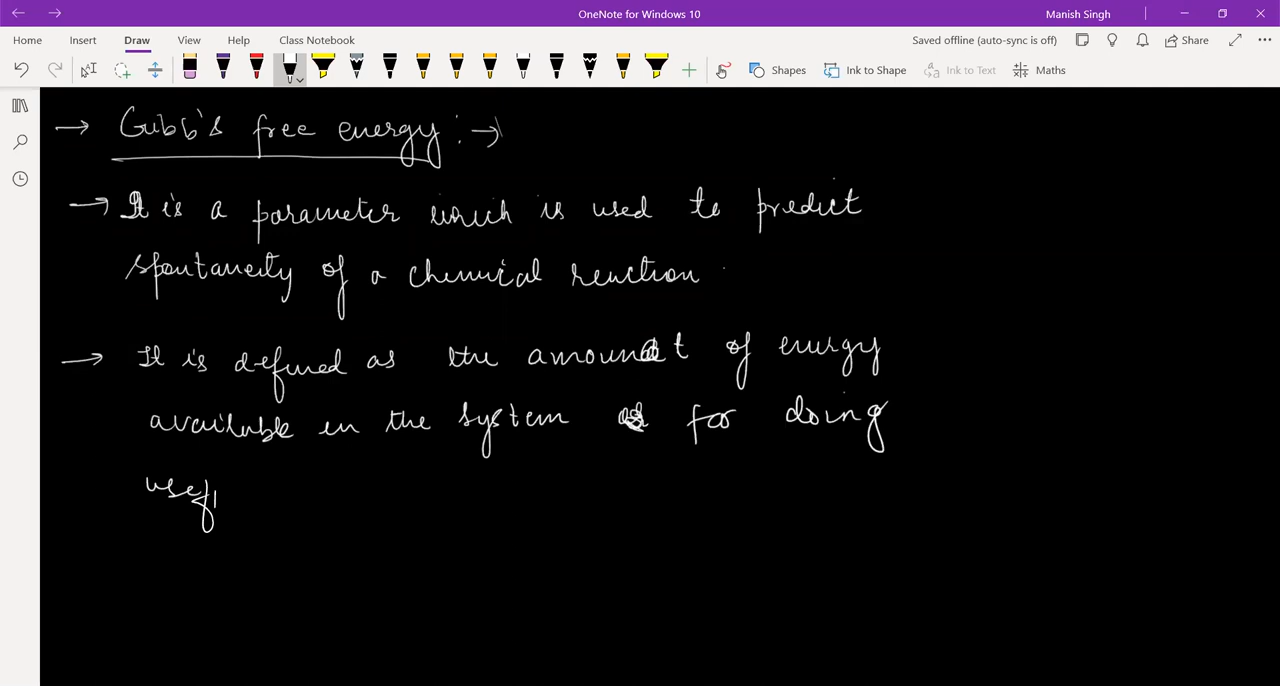 OneNote for Windows 10
Manish Singh
Home Insert Draw View Help Class Notebook
Saved offline (auto-sync is off) Share
Shapes Ink to Shape Ink to Text Maths
→ Gibb's free energy :→
→ It is a parameter which is used to predict
spontaneity of a chemical reaction
→ It is defined as the amount of energy
available in the system for doing
usef